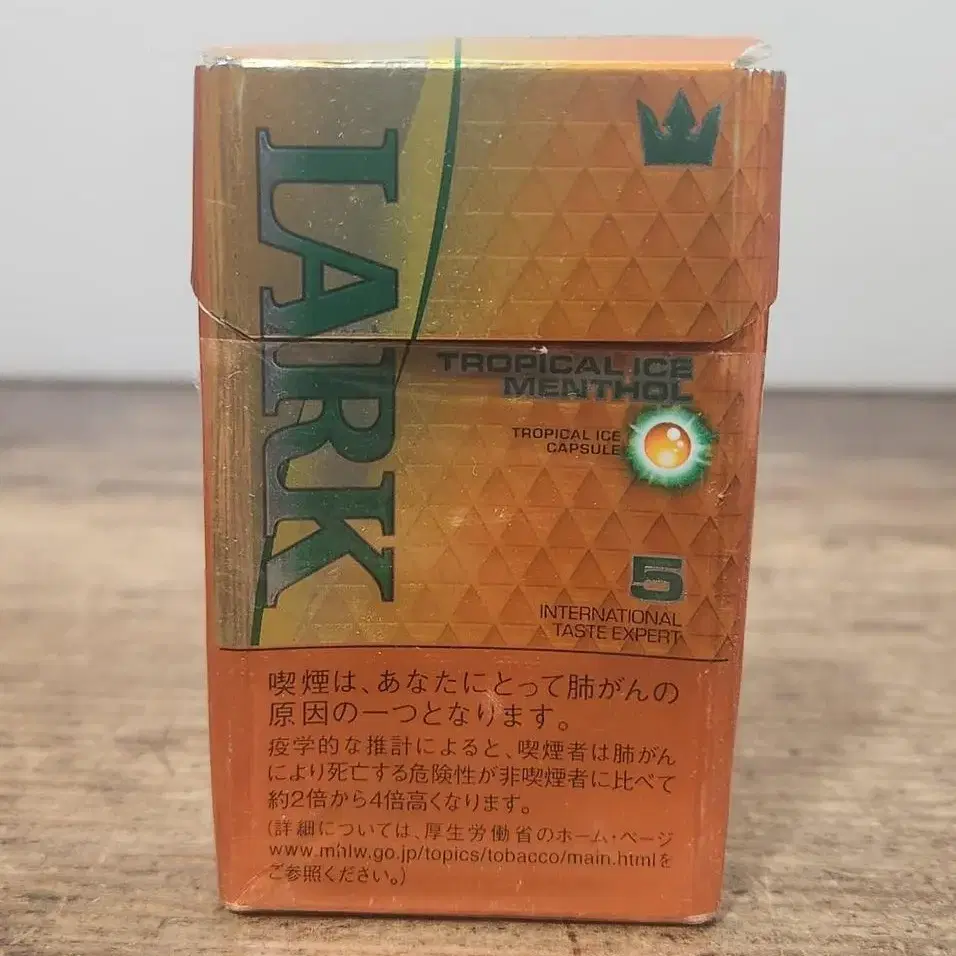 LARK
TROPICAL ICE
MENTHOL
TROPICAL ICE
CAPSULE
5
INTERNATIONAL
TASTE EXPERT
喫煙は、あなたにとって肺がんの
原因の一つとなります。
疫学的な推計によると、喫煙者は肺がん
により死亡する危険性が非喫煙者に比べて
約2倍から4倍高くなります。
(詳細については、厚生労働省のホーム・ページ
www.mhlw.go.jp/topics/tobacco/main.htmlを
ご参照ください。)